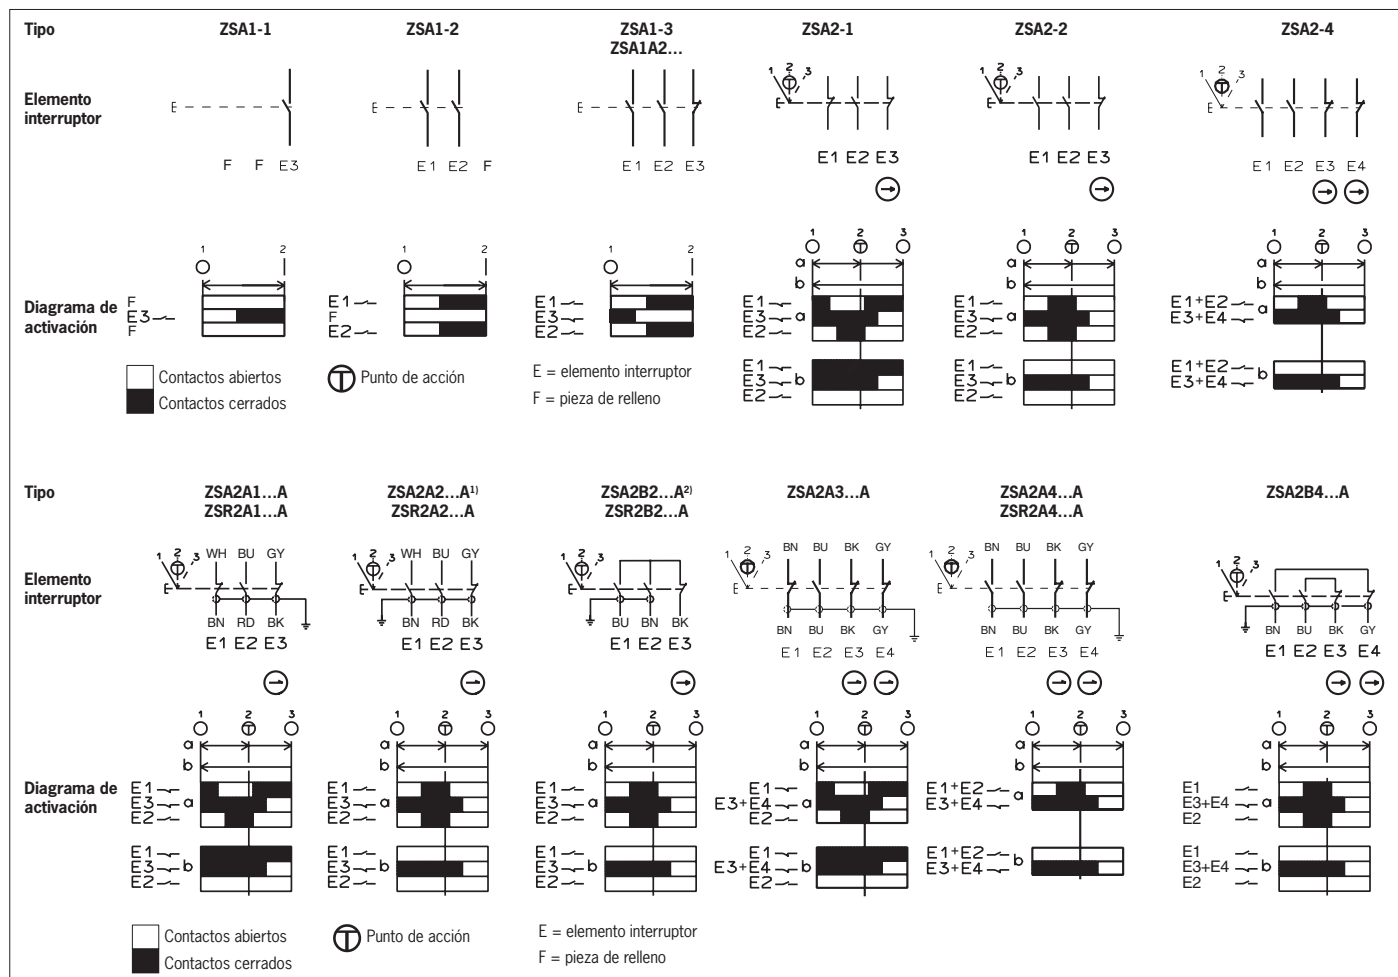 Tipo ZSA1-1 ZSA1-2 ZSA1-3 ZSA2-1 ZSA2-2 ZSA2-4
ZSA1A2...
Elemento interruptor
1 2 3 1 2 3 1 2 3
E E E E E E
F F E3 E1 E2 F E1 E2 E3 E1 E2 E3 E1 E2 E3 E1 E2 E3 E4
Diagrama de activación
1 2 1 2 1 2 1 2 3 1 2 3 1 2 3
a a a
b b b
F E1 E1 E1 E1 E1+E2
E3 F E3 E3 a E3 a E3+E4 a
F E2 E2 E2 E2
E1 E1 E1+E2
E3 b E3 b E3+E4 b
E2 E2
Contactos abiertos
Contactos cerrados
T Punto de acción
E = elemento interruptor
F = pieza de relleno
Tipo ZSA2A1...A ZSA2A2...A1) ZSA2B2...A2) ZSA2A3...A ZSA2A4...A ZSA2B4...A
ZSR2A1...A ZSR2A2...A ZSR2B2...A ZSR2A4...A
Elemento interruptor
1 2 3 1 2 3 1 2 3 1 2 3 1 2 3 1 2 3
WH BU GY WH BU GY BN BU BK GY BN BU BK GY
E E E E E E
BN RD BK BN RD BK BU BN BK BN BU BK GY BN BU BK GY BN BU BK GY
E1 E2 E3 E1 E2 E3 E1 E2 E3 E1 E2 E3 E4 E1 E2 E3 E4 E1 E2 E3 E4
Diagrama de activación
1 2 3 1 2 3 1 2 3 1 2 3 1 2 3 1 2 3
a a a a a a
b b b b b b
E1 E1 E1 E1 E1+E2 E1
E3 a E3 a E3 a E3+E4 a E3+E4 a E3+E4 a
E2 E2 E2 E2 E2
E1 E1 E1 E1 E1+E2 E1
E3 b E3 b E3 b E3+E4 b E3+E4 b E3+E4 b
E2 E2 E2 E2 E2
Contactos abiertos
Contactos cerrados
T Punto de acción
E = elemento interruptor
F = pieza de relleno